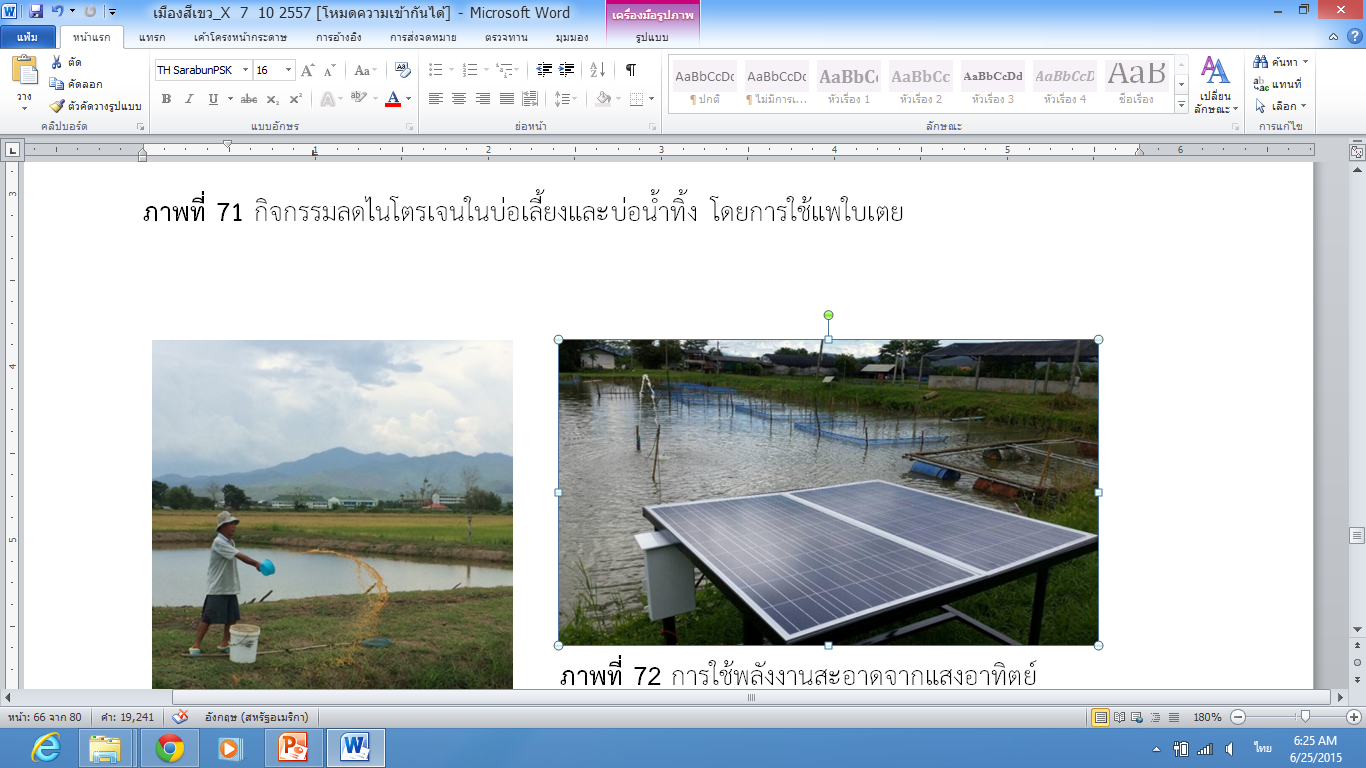 เมืองสีเขว_X 7 10 2557 [โหมดความเข้ากันได้] - Microsoft Word
เครื่องมือรูปภาพ
แฟ้ม หน้าแรก แทรก เค้าโครงหน้ากระดาษ การอ้างอิง การส่งจดหมาย ตรวจทาน มุมมอง รูปแบบ
วาง
ตัด
คัดลอก
ตัวคัดวางรูปแบบ
คลิปบอร์ด
TH SarabunPSK 16
แบบอักษร
ย่อหน้า
AaBbCcDc AaBbCcDc AaBbCc AaBbCc AaBbCcDd AaBbCcD AaB
¶ ปกติ ¶ ไม่มีการเ... หัวเรื่อง 1 หัวเรื่อง 2 หัวเรื่อง 3 หัวเรื่อง 4 ชื่อเรื่อง
ลักษณะ
เปลี่ยน
ลักษณะ
ค้นหา
แทนที่
เลือก
การแก้ไข
1 2 3 4 5 6
3
4
5
ภาพที่ 71 กิจกรรมลดไนโตรเจนในบ่อเลี้ยงและบ่อน้ำทิ้ง โดยการใช้แพใบเตย
ภาพที่ 72 การใช้พลังงานสะอาดจากแสงอาทิตย์
หน้า: 66 จาก 80 คำ: 19,241 อังกฤษ (สหรัฐอเมริกา) 180%
ไทย
6:25 AM
6/25/2015